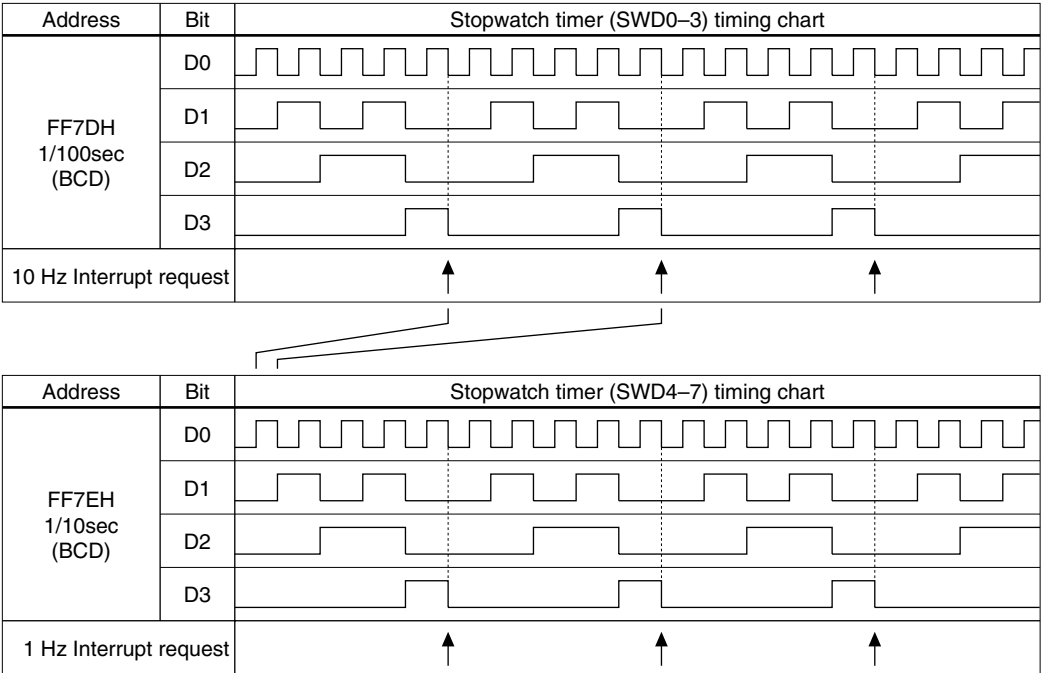 Address Bit Stopwatch timer (SWD0–3) timing chart
FF7DH
1/100sec
(BCD)
D0
D1
D2
D3
10 Hz Interrupt request
Address Bit Stopwatch timer (SWD4–7) timing chart
FF7EH
1/10sec
(BCD)
D0
D1
D2
D3
1 Hz Interrupt request